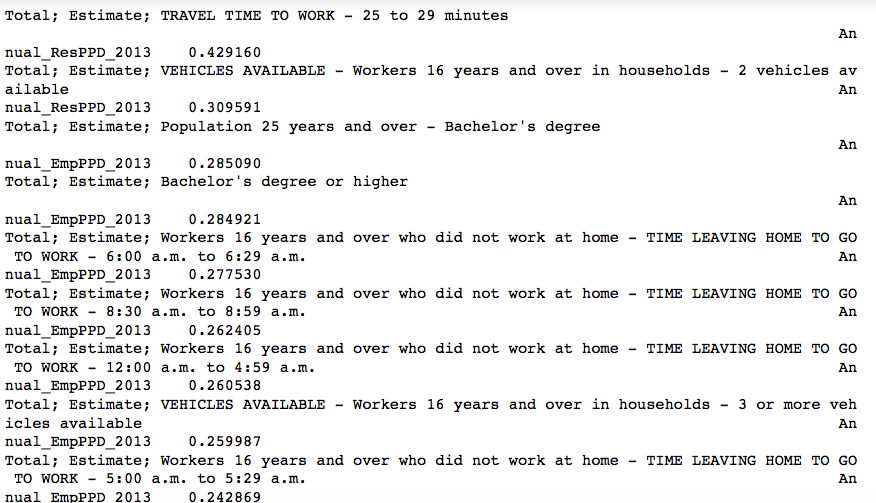 Total; Estimate; TRAVEL TIME TO WORK - 25 to 29 minutes
An
nual_ResPPD_2013    0.429160
Total; Estimate; VEHICLES AVAILABLE - Workers 16 years and over in households - 2 vehicles av
ailable An
nual_ResPPD_2013    0.309591
Total; Estimate; Population 25 years and over - Bachelor's degree
An
nual_EmpPPD_2013    0.285090
Total; Estimate; Bachelor's degree or higher
An
nual_EmpPPD_2013    0.284921
Total; Estimate; Workers 16 years and over who did not work at home - TIME LEAVING HOME TO GO
TO WORK - 6:00 a.m. to 6:29 a.m. An
nual_EmpPPD_2013    0.277530
Total; Estimate; Workers 16 years and over who did not work at home - TIME LEAVING HOME TO GO
TO WORK - 8:30 a.m. to 8:59 a.m. An
nual_EmpPPD_2013    0.262405
Total; Estimate; Workers 16 years and over who did not work at home - TIME LEAVING HOME TO GO
TO WORK - 12:00 a.m. to 4:59 a.m. An
nual_EmpPPD_2013    0.260538
Total; Estimate; VEHICLES AVAILABLE - Workers 16 years and over in households - 3 or more veh
icles available An
nual_EmpPPD_2013    0.259987
Total; Estimate; Workers 16 years and over who did not work at home - TIME LEAVING HOME TO GO
TO WORK - 5:00 a.m. to 5:29 a.m. An
nual_EmpPPD_2013    0.242869